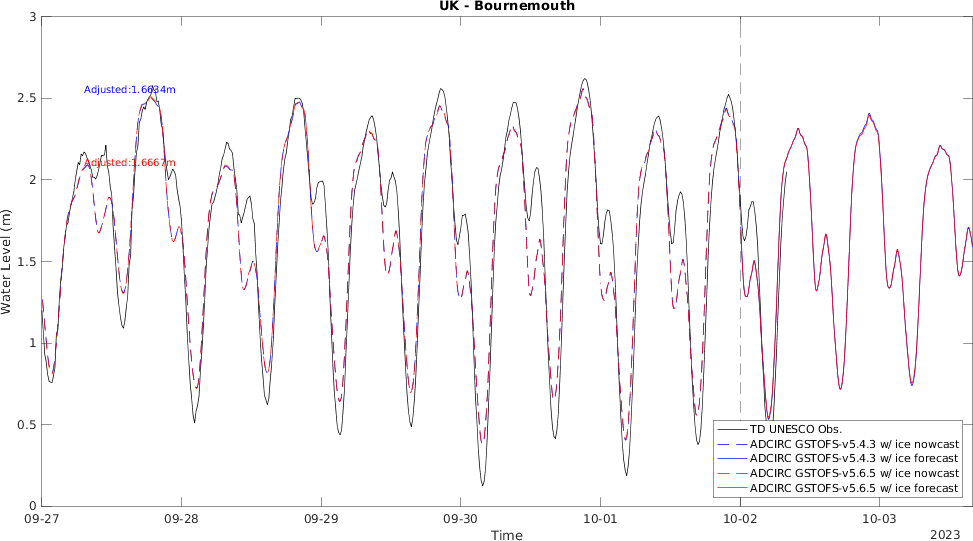 UK - Bournemouth
3
2.5
2
1.5
1
0.5
0
Water Level (m)
Adjusted:1.6634m
Adjusted:1.6667m
TD UNESCO Obs.
ADCIRC GSTOFS-v5.4.3 w/ ice nowcast
ADCIRC GSTOFS-v5.4.3 w/ ice forecast
ADCIRC GSTOFS-v5.6.5 w/ ice nowcast
ADCIRC GSTOFS-v5.6.5 w/ ice forecast
09-27 09-28 09-29 09-30 10-01 10-02 10-03
Time
2023